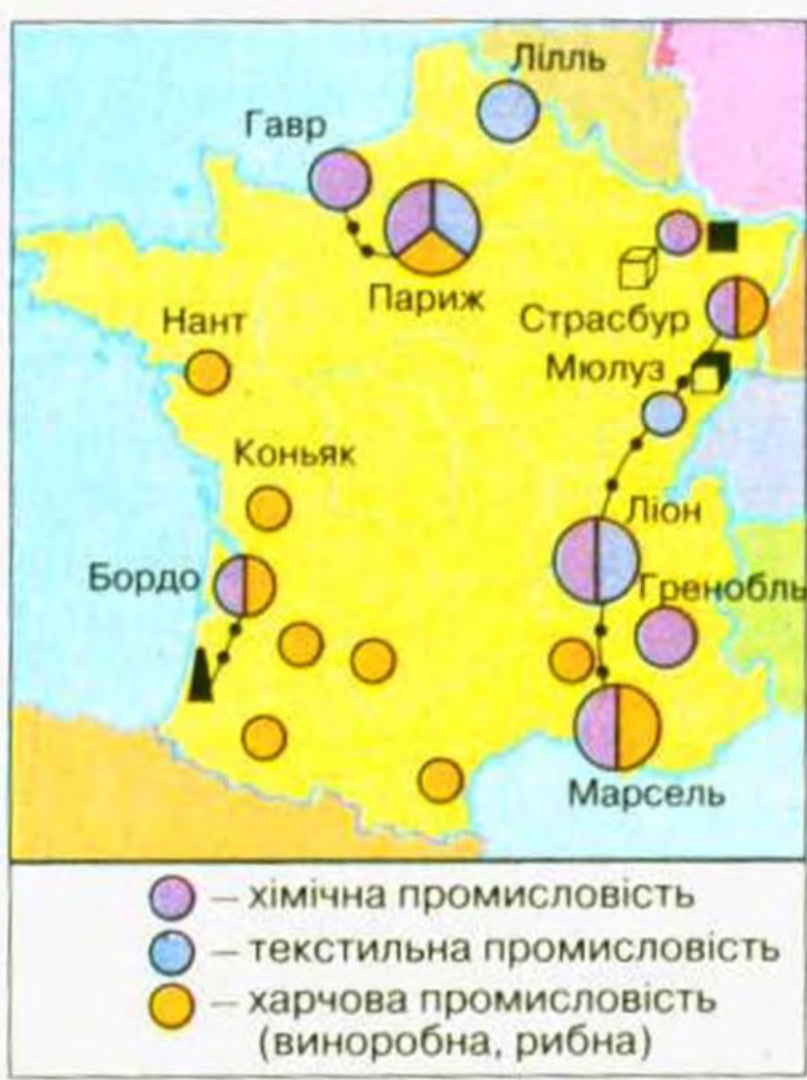 Лілль
Гавр
Париж
Страсбур
Нант
Мюлуз
Коньяк
Ліон
Бордо
Гренобль
Марсель
– хімічна промисловість
– текстильна промисловість
– харчова промисловість
(виноробна, рибна)